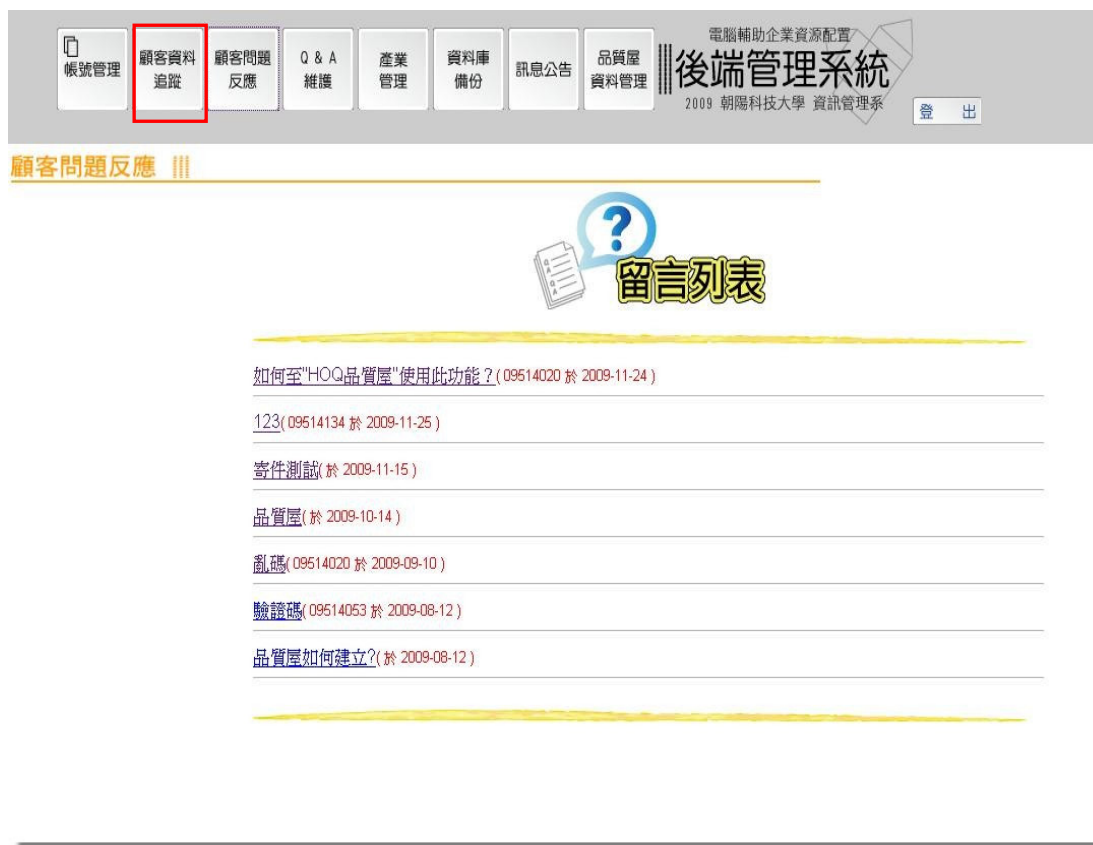 帳號管理
顧客資料
追蹤
顧客問題
反應
Q & A
維護
產業
管理
資料庫
備份
訊息公告
品質屋
資料管理
電腦輔助企業資源配置
後端管理系統
2009 朝陽科技大學 資訊管理系
登 出
顧客問題反應
留言列表
如何至"HOQ品質屋"使用此功能？( 09514020 於 2009-11-24 )
123( 09514134 於 2009-11-25 )
寄件測試( 於 2009-11-15 )
品質屋( 於 2009-10-14 )
亂碼( 09514020 於 2009-09-10 )
驗證碼( 09514053 於 2009-08-12 )
品質屋如何建立?( 於 2009-08-12 )